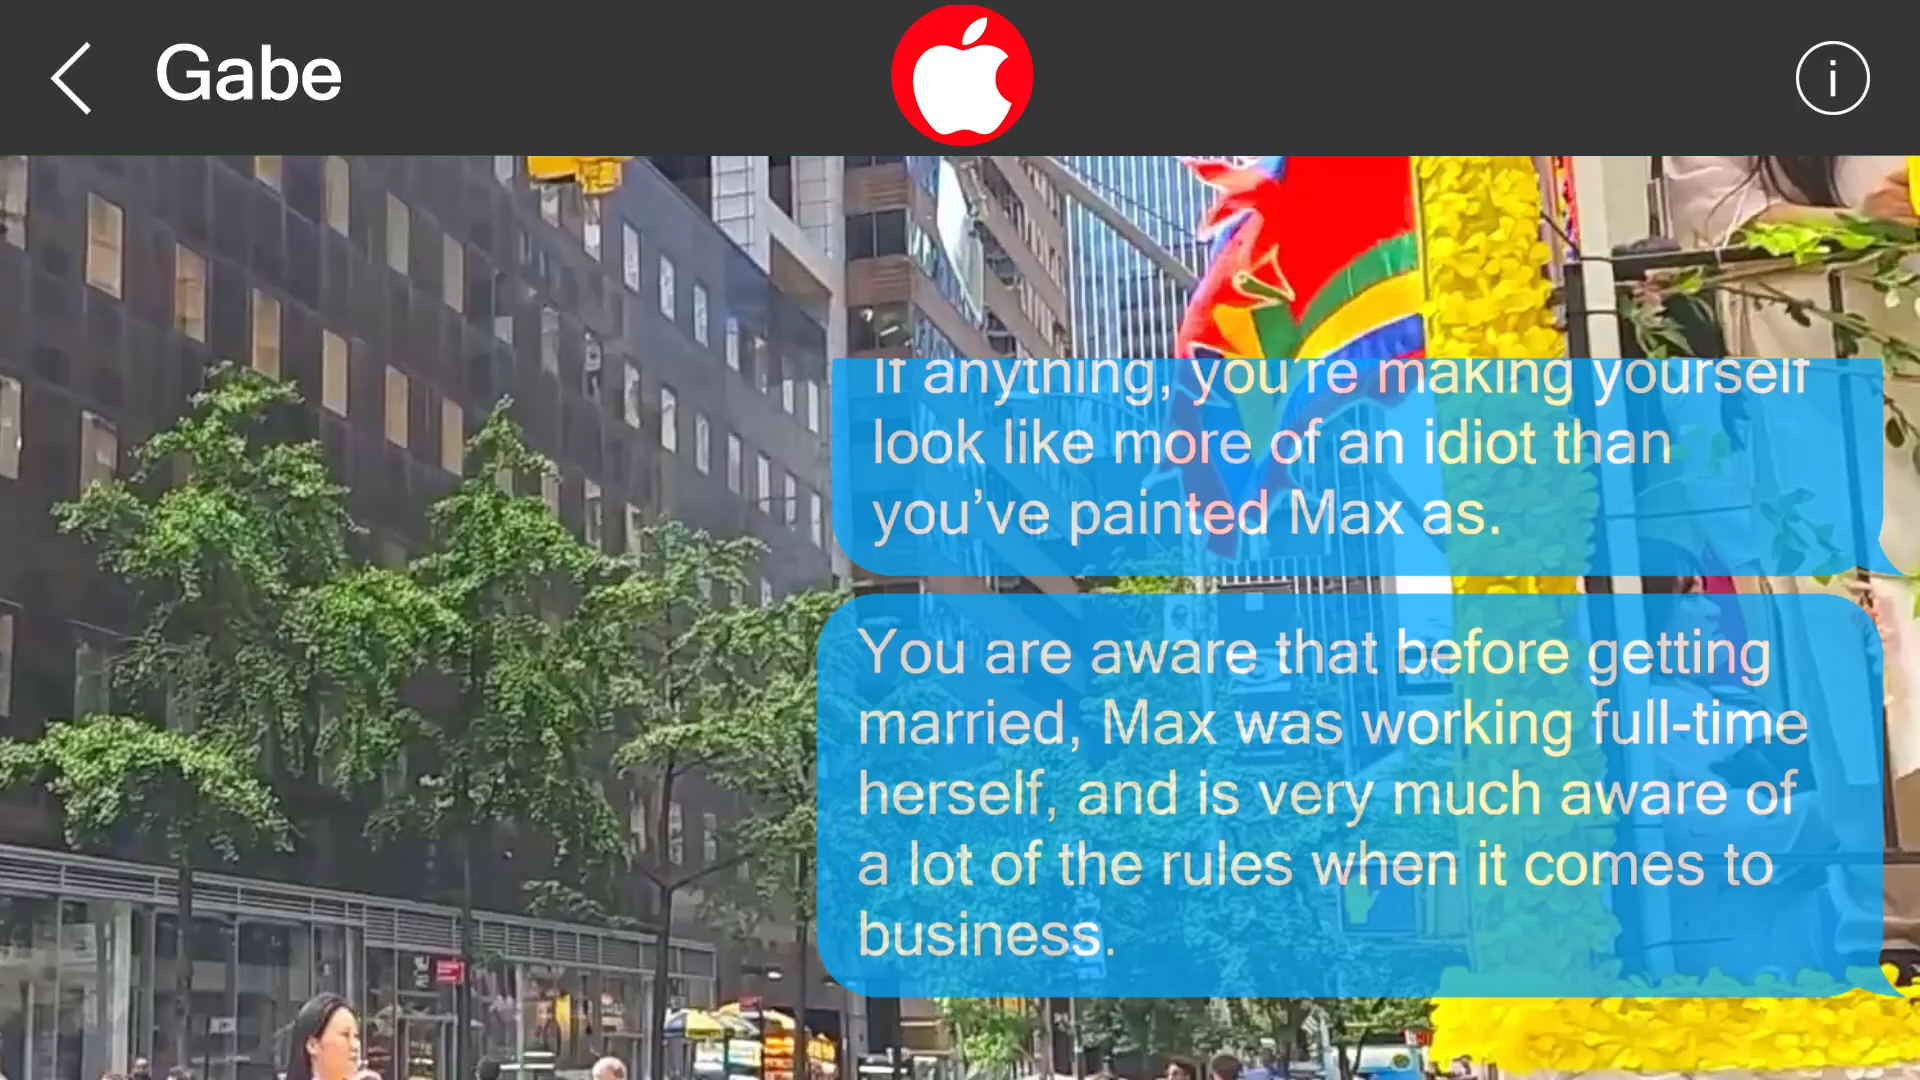 Gabe
If anything, you're making yourself
look like more of an idiot than
you've painted Max as.
You are aware that before getting
married, Max was working full-time
herself, and is very much aware of
a lot of the rules when it comes to
business.